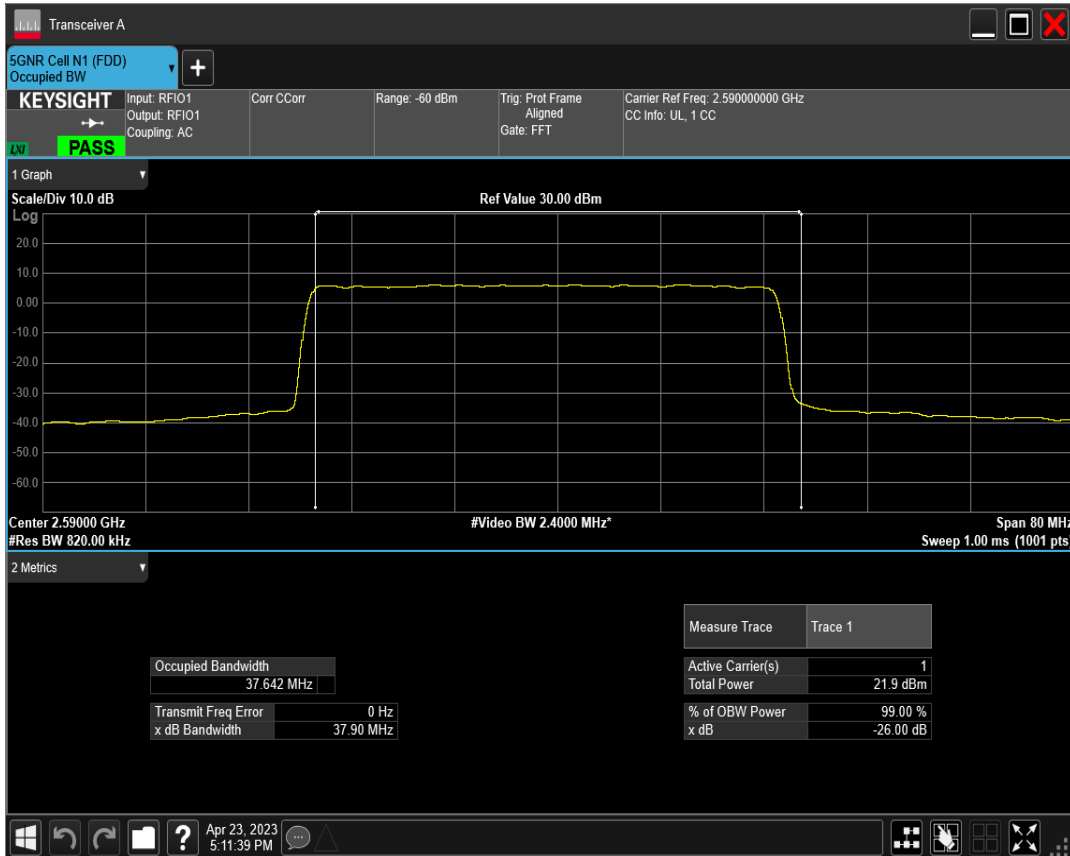 Transceiver A
5GNR Cell N1 (FDD)
Occupied BW
+
KEYSIGHT
LXI
PASS
Input: RFIO1
Output: RFIO1
Coupling: AC
Corr CCorr
Range: -60 dBm
Trig: Prot Frame
Aligned
Gate: FFT
Carrier Ref Freq: 2.590000000 GHz
CC Info: UL, 1 CC
1 Graph
Scale/Div 10.0 dB
Ref Value 30.00 dBm
Log
20.0
10.0
0.00
-10.0
-20.0
-30.0
-40.0
-50.0
-60.0
Center 2.59000 GHz
#Video BW 2.4000 MHz*
Span 80 MHz
#Res BW 820.00 kHz
Sweep 1.00 ms (1001 pts)
2 Metrics
Measure Trace Trace 1
Occupied Bandwidth
37.642 MHz
Active Carrier(s) 1
Total Power 21.9 dBm
Transmit Freq Error 0 Hz
x dB Bandwidth 37.90 MHz
% of OBW Power 99.00 %
x dB -26.00 dB
?
Apr 23, 2023
5:11:39 PM